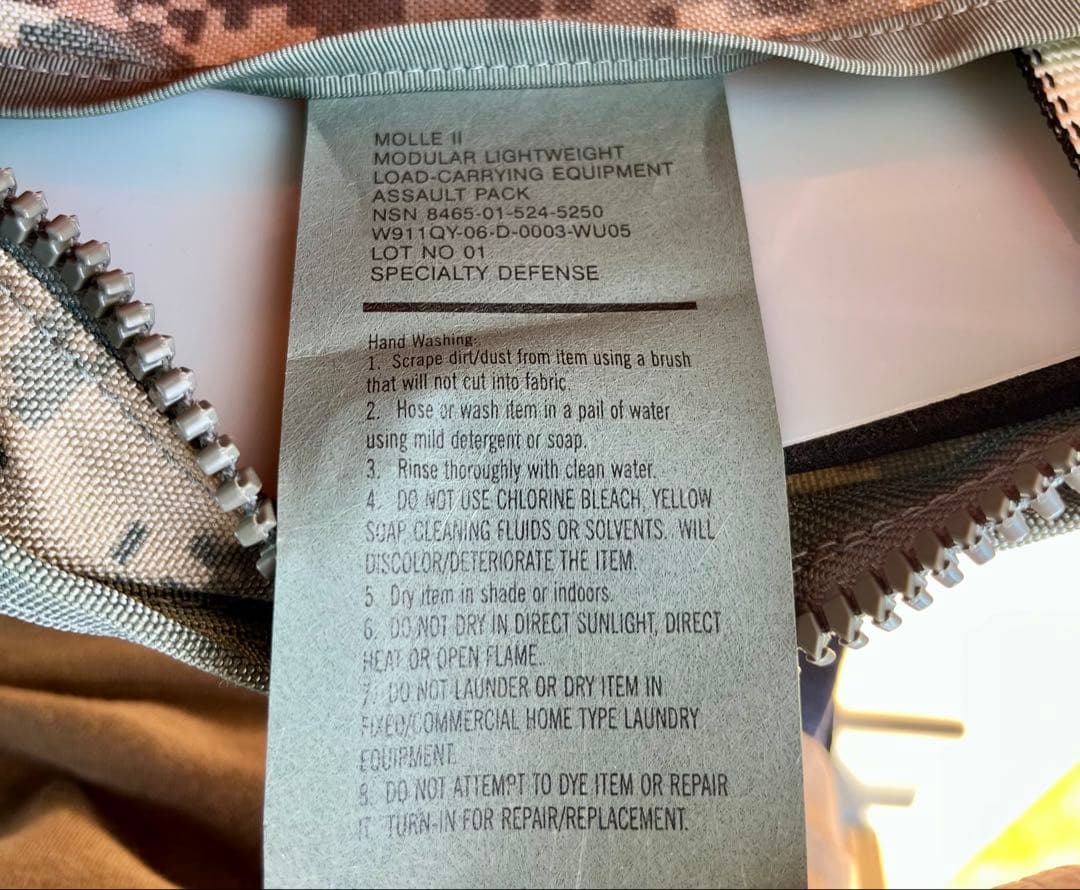 MOLLE II
MODULAR LIGHTWEIGHT
LOAD-CARRYING EQUIPMENT
ASSAULT PACK
NSN 8465-01-524-5250
W911QY-06-D-0003-WU05
LOT NO 01
SPECIALTY DEFENSE
Hand Washing:
1. Scrape dirt/dust from item using a brush
that will not cut into fabric.
2. Hose or wash item in a pail of water
using mild detergent or soap.
3. Rinse thoroughly with clean water.
4. DO NOT USE CHLORINE BLEACH, YELLOW
SOAP CLEANING FLUIDS OR SOLVENTS. WILL
DISCOLOR/DETERIORATE THE ITEM.
5. Dry item in shade or indoors.
6. DO NOT DRY IN DIRECT SUNLIGHT, DIRECT
HEAT OR OPEN FLAME.
7. DO NOT LAUNDER OR DRY ITEM IN
FIXED/COMMERCIAL HOME TYPE LAUNDRY
EQUIPMENT.
8. DO NOT ATTEMPT TO DYE ITEM OR REPAIR
IT TURN-IN FOR REPAIR/REPLACEMENT.